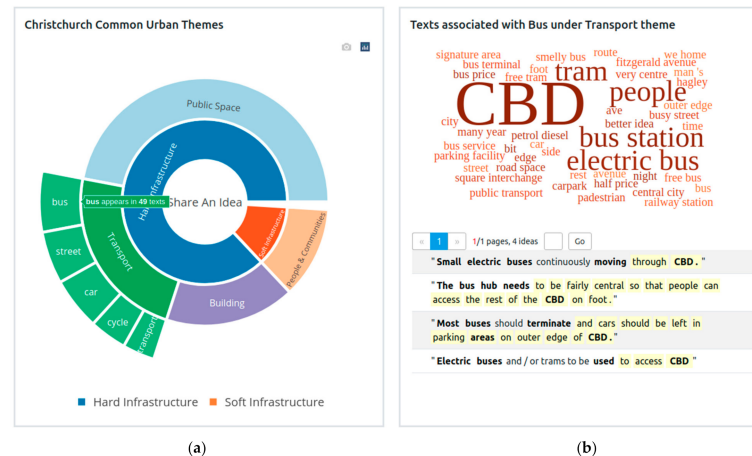 Christchurch Common Urban Themes
Public Space
Hard Infrastructure
Share An Idea
bus appears in 49 texts
bus
street
car
cycle
transport
Transport
Building
People & Communities
Soft Infrastructure
Hard Infrastructure Soft Infrastructure
(a)
Texts associated with Bus under Transport theme
signature area
smelly bus
route
we home
bus terminal
fitzgerald avenue
bus price
free tram
foot
tram
very centre
man 's
hagley
CBD
people
outer edge
ave
busy street
city
better idea
time
many year
petrol diesel
bus station
bus service
bit
car
side
parking facility
edge
electric bus
street
road space
rest
avenue
night
free bus
square interchange
carpark
half price
bus
public transport
padestrian
central city
railway station
« 1 » 1/1 pages, 4 ideas Go
"Small electric buses continuously moving through CBD."
"The bus hub needs to be fairly central so that people can
access the rest of the CBD on foot."
"Most buses should terminate and cars should be left in
parking areas on outer edge of CBD."
"Electric buses and / or trams to be used to access CBD"
(b)